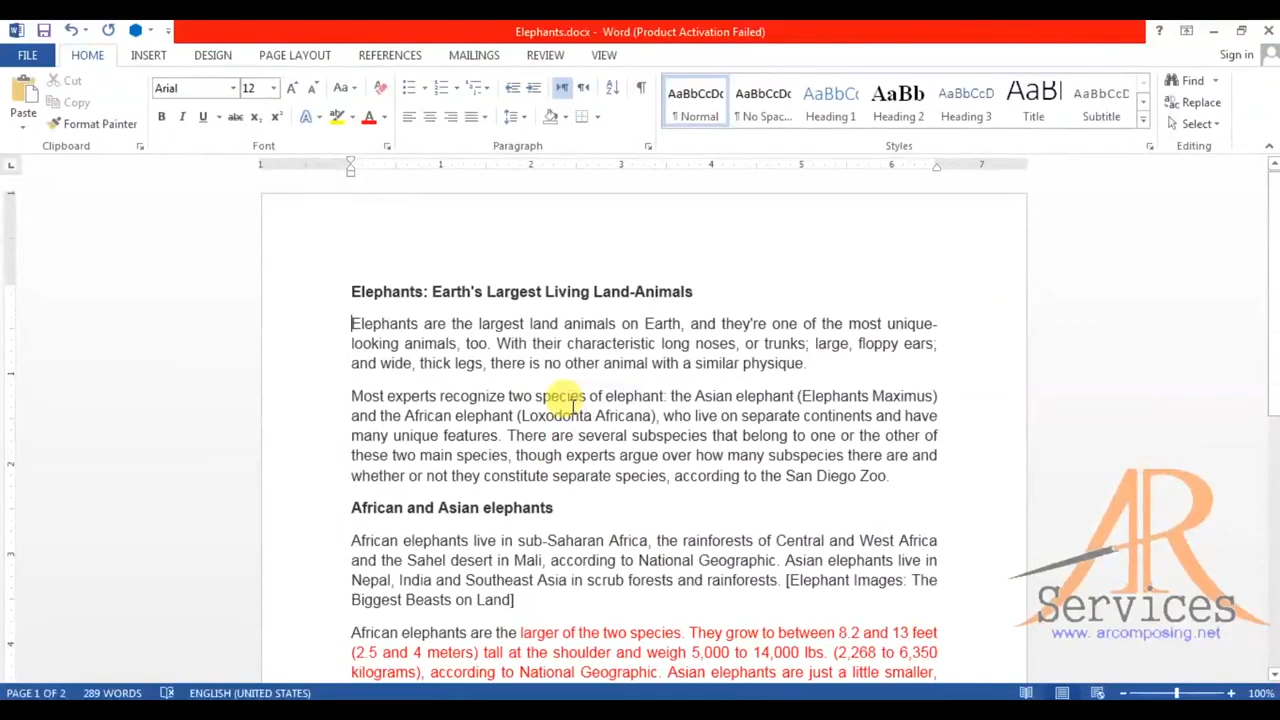 Elephants.docx - Word (Product Activation Failed)
FILE HOME INSERT DESIGN PAGE LAYOUT REFERENCES MAILINGS REVIEW VIEW Sign in
Cut
Copy
Format Painter
Paste
Clipboard
Arial 12
Font
Paragraph
AaBbCcDc AaBbCcDc AaBbCc AaBb AaBbCcD AaBl AaBbCcD
¶ Normal ¶ No Spac... Heading 1 Heading 2 Heading 3 Title Subtitle
Styles
Find
Replace
Select
Editing
1 1 2 3 4 5 6 7
Elephants: Earth's Largest Living Land-Animals
Elephants are the largest land animals on Earth, and they're one of the most unique-
looking animals, too. With their characteristic long noses, or trunks; large, floppy ears;
and wide, thick legs, there is no other animal with a similar physique.
Most experts recognize two species of elephant: the Asian elephant (Elephants Maximus)
and the African elephant (Loxodonta Africana), who live on separate continents and have
many unique features. There are several subspecies that belong to one or the other of
these two main species, though experts argue over how many subspecies there are and
whether or not they constitute separate species, according to the San Diego Zoo.
African and Asian elephants
African elephants live in sub-Saharan Africa, the rainforests of Central and West Africa
and the Sahel desert in Mali, according to National Geographic. Asian elephants live in
Nepal, India and Southeast Asia in scrub forests and rainforests. [Elephant Images: The
Biggest Beasts on Land]
African elephants are the larger of the two species. They grow to between 8.2 and 13 feet
(2.5 and 4 meters) tall at the shoulder and weigh 5,000 to 14,000 lbs. (2,268 to 6,350
kilograms), according to National Geographic. Asian elephants are just a little smaller,
AR
Services
www. arcomposing.net
PAGE 1 OF 2 289 WORDS ENGLISH (UNITED STATES) 100%